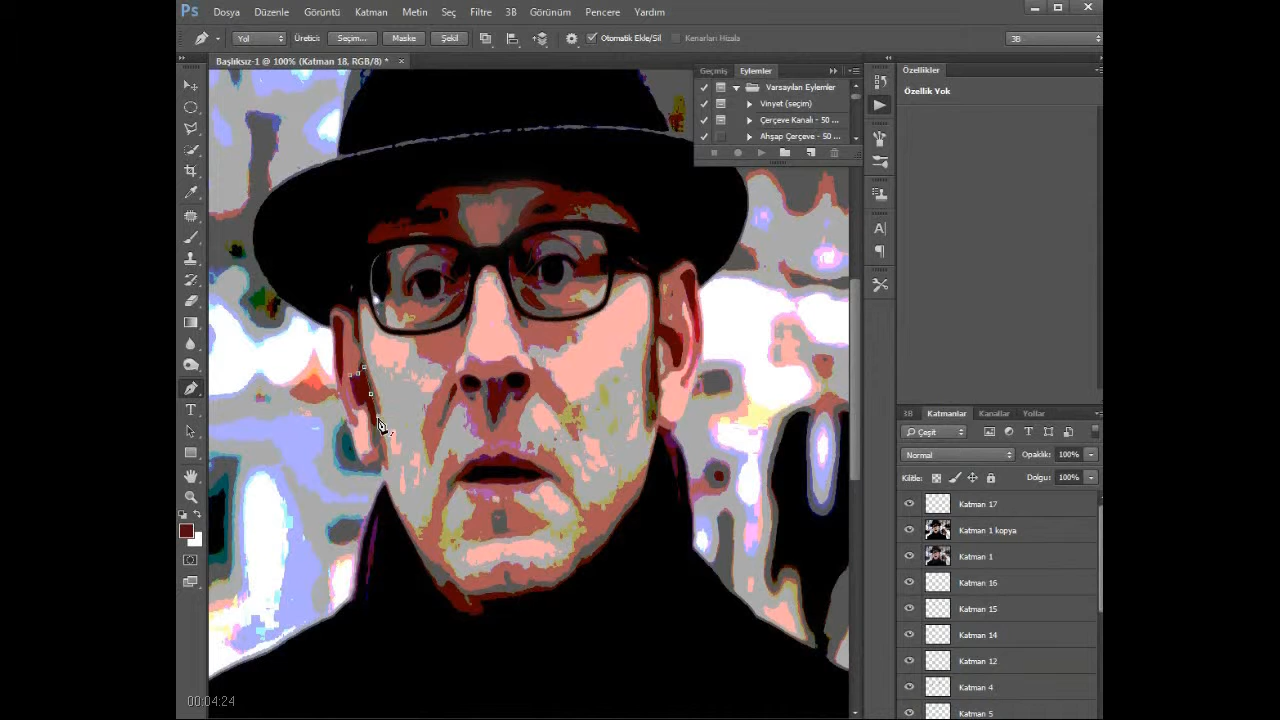 Ps Dosya Düzenle Görüntü Katman Metin Seç Filtre 3B Görünüm Pencere Yardım
Yol Üretici: Seçim... Maske Şekil Otomatik Ekle/Sil Kenarları Hizala 3B
Başlıksız-1 @ 100% (Katman 18, RGB/8) * ×
Geçmiş Eylemler
Varsayılan Eylemler
Vinyet (seçim)
Çerçeve Kanalı - 50 ...
Ahşap Çerçeve - 50 ...
Özellikler
Özellik Yok
3B Katmanlar Kanallar Yollar
Çeşit
Normal Opaklık: 100%
Kilitle: Dolgu: 100%
Katman 17
Katman 1 kopya
Katman 1
Katman 16
Katman 15
Katman 14
Katman 12
Katman 4
Katman 5
00:04:24